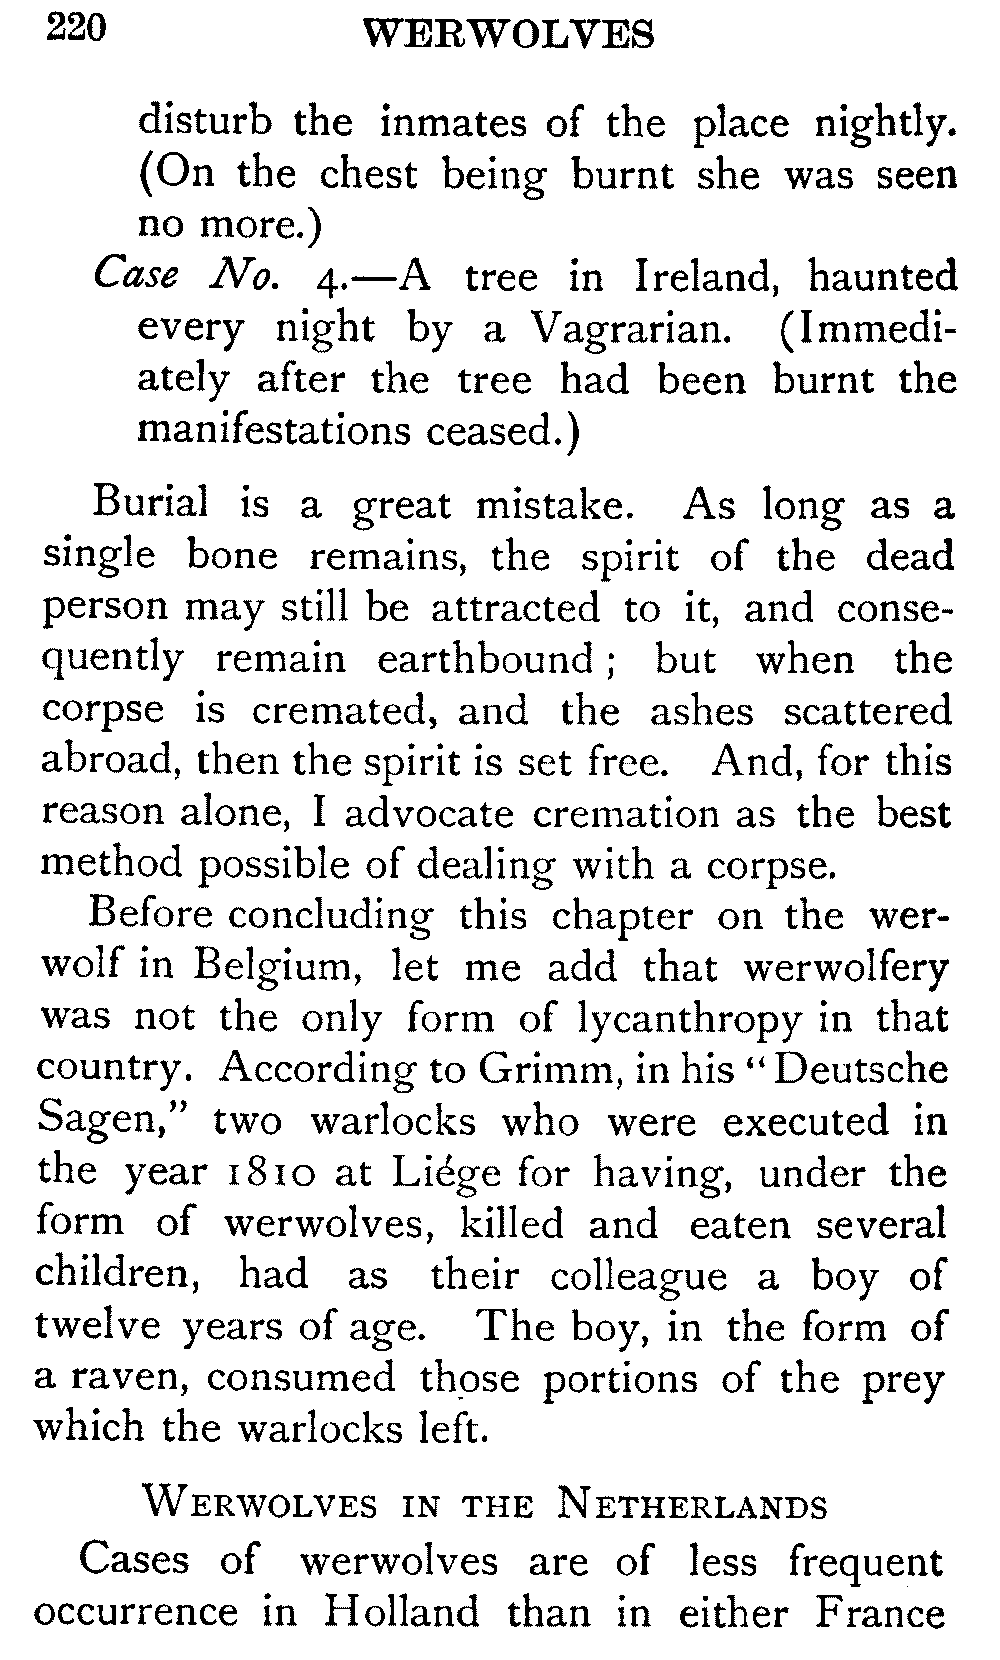 220 WERWOLVES
disturb the inmates of the place nightly.
(On the chest being burnt she was seen
no more.)
Case No. 4.—A tree in Ireland, haunted
every night by a Vagrarian. (Immedi-
ately after the tree had been burnt the
manifestations ceased.)
Burial is a great mistake. As long as a
single bone remains, the spirit of the dead
person may still be attracted to it, and conse-
quently remain earthbound ; but when the
corpse is cremated, and the ashes scattered
abroad, then the spirit is set free. And, for this
reason alone, I advocate cremation as the best
method possible of dealing with a corpse.
Before concluding this chapter on the wer-
wolf in Belgium, let me add that werwolfery
was not the only form of lycanthropy in that
country. According to Grimm, in his “Deutsche
Sagen,” two warlocks who were executed in
the year 1810 at Liége for having, under the
form of werwolves, killed and eaten several
children, had as their colleague a boy of
twelve years of age. The boy, in the form of
a raven, consumed those portions of the prey
which the warlocks left.
WERWOLVES IN THE NETHERLANDS
Cases of werwolves are of less frequent
occurrence in Holland than in either France